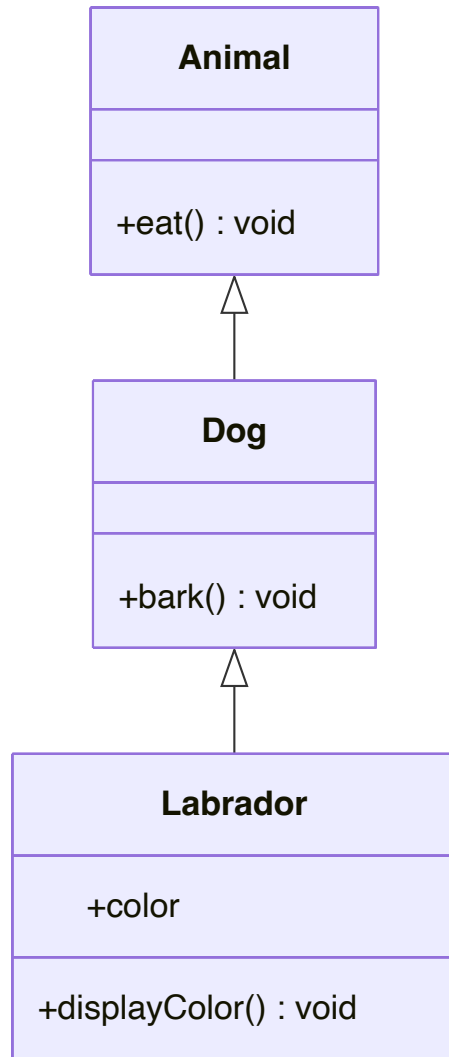 Animal
+eat() : void
Dog
+bark() : void
Labrador
+color
+displayColor() : void